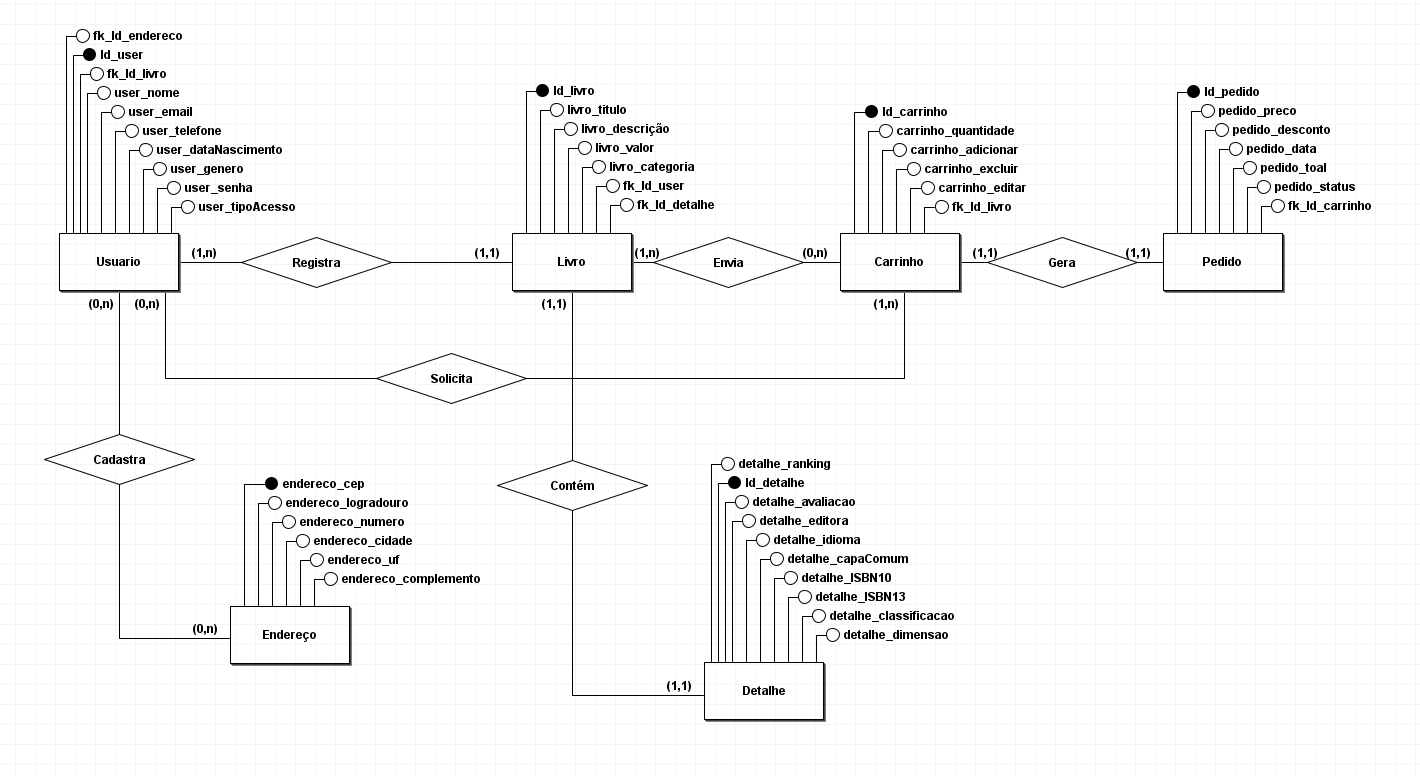 fk_Id_endereco
Id_user
fk_Id_livro
user_nome
user_email
user_telefone
user_dataNascimento
user_genero
user_senha
user_tipoAcesso
Usuario
(1,n)
Registra
(1,1)
Id_livro
livro_titulo
livro_descrição
livro_valor
livro_categoria
fk_Id_user
fk_Id_detalhe
Livro
(1,n)
Envia
(0,n)
Id_carrinho
carrinho_quantidade
carrinho_adicionar
carrinho_excluir
carrinho_editar
fk_Id_livro
Carrinho
(1,1)
Gera
(1,1)
Id_pedido
pedido_preco
pedido_desconto
pedido_data
pedido_toal
pedido_status
fk_Id_carrinho
Pedido
(0,n)
(0,n)
(1,1)
(1,n)
Solicita
Cadastra
Contém
endereco_cep
endereco_logradouro
endereco_numero
endereco_cidade
endereco_uf
endereco_complemento
(0,n)
Endereço
detalhe_ranking
Id_detalhe
detalhe_avaliacao
detalhe_editora
detalhe_idioma
detalhe_capaComum
detalhe_ISBN10
detalhe_ISBN13
detalhe_classificacao
detalhe_dimensao
(1,1)
Detalhe